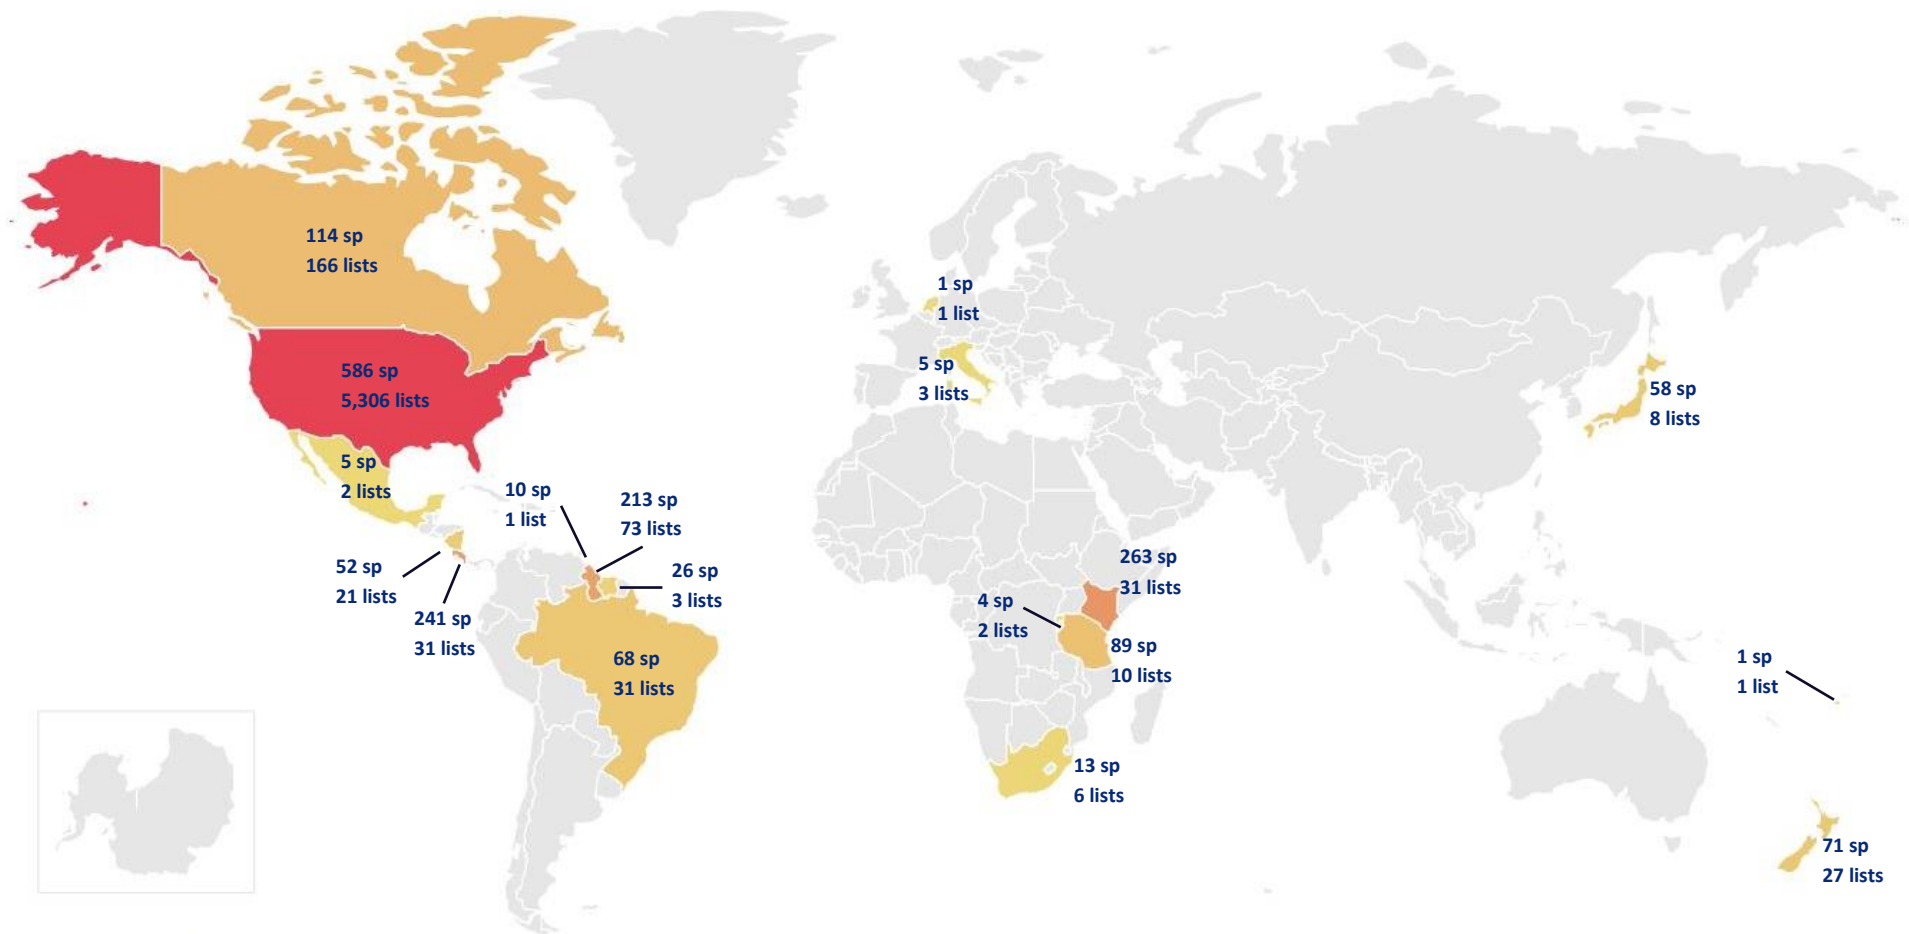 114 sp
166 lists
586 sp
5,306 lists
5 sp
2 lists
10 sp
1 list
213 sp
73 lists
52 sp
21 lists
241 sp
31 lists
26 sp
3 lists
68 sp
31 lists
1 sp
1 list
5 sp
3 lists
58 sp
8 lists
263 sp
31 lists
4 sp
2 lists
89 sp
10 lists
13 sp
6 lists
1 sp
1 list
71 sp
27 lists